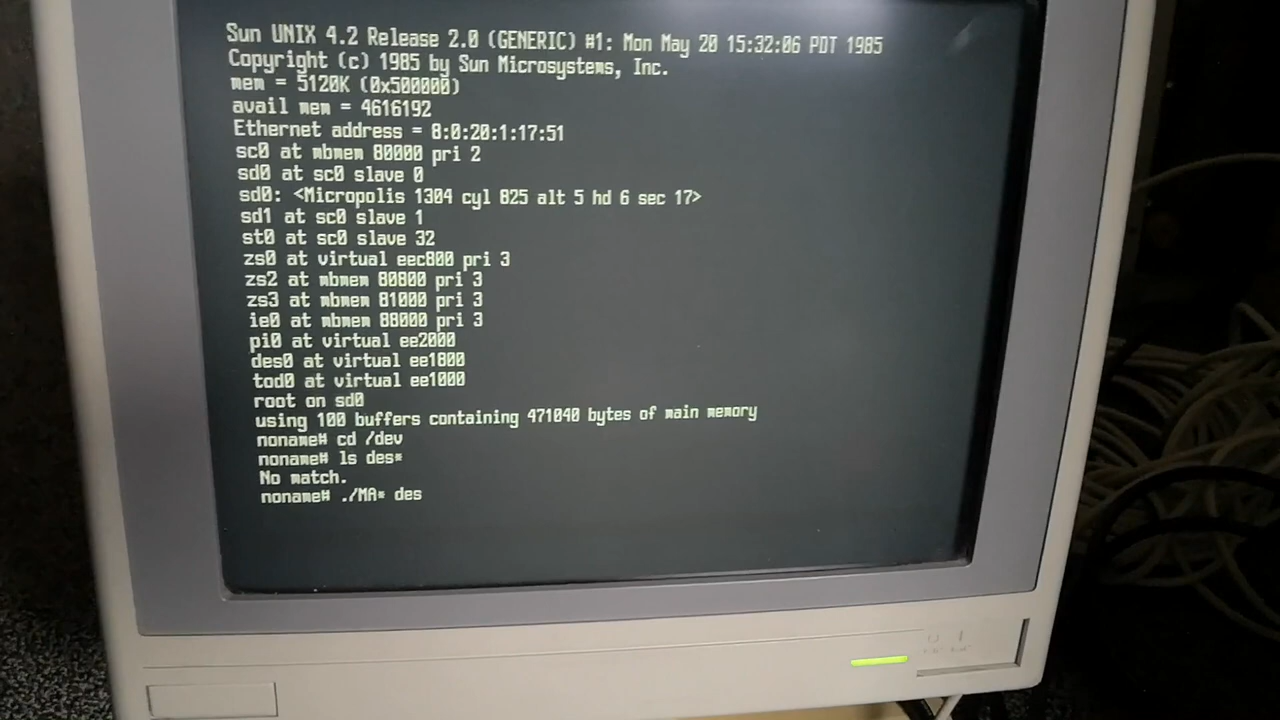 Sun UNIX 4.2 Release 2.0 (GENERIC) #1: Mon May 20 15:32:06 PDT 1985
Copyright (c) 1985 by Sun Microsystems, Inc.
mem = 5120K (0x500000)
avail mem = 4616192
Ethernet address = 8:0:20:1:17:51
sc0 at mbmem 80000 pri 2
sd0 at sc0 slave 0
sd0: <Micropolis 1304 cyl 825 alt 5 hd 6 sec 17>
sd1 at sc0 slave 1
st0 at sc0 slave 32
zs0 at virtual eec800 pri 3
zs2 at mbmem 80800 pri 3
zs3 at mbmem 81000 pri 3
ie0 at mbmem 88000 pri 3
pi0 at virtual ee2000
des0 at virtual ee1800
tod0 at virtual ee1000
root on sd0
using 100 buffers containing 471040 bytes of main memory
noname# cd /dev
noname# ls des*
No match.
noname# ./MA* des